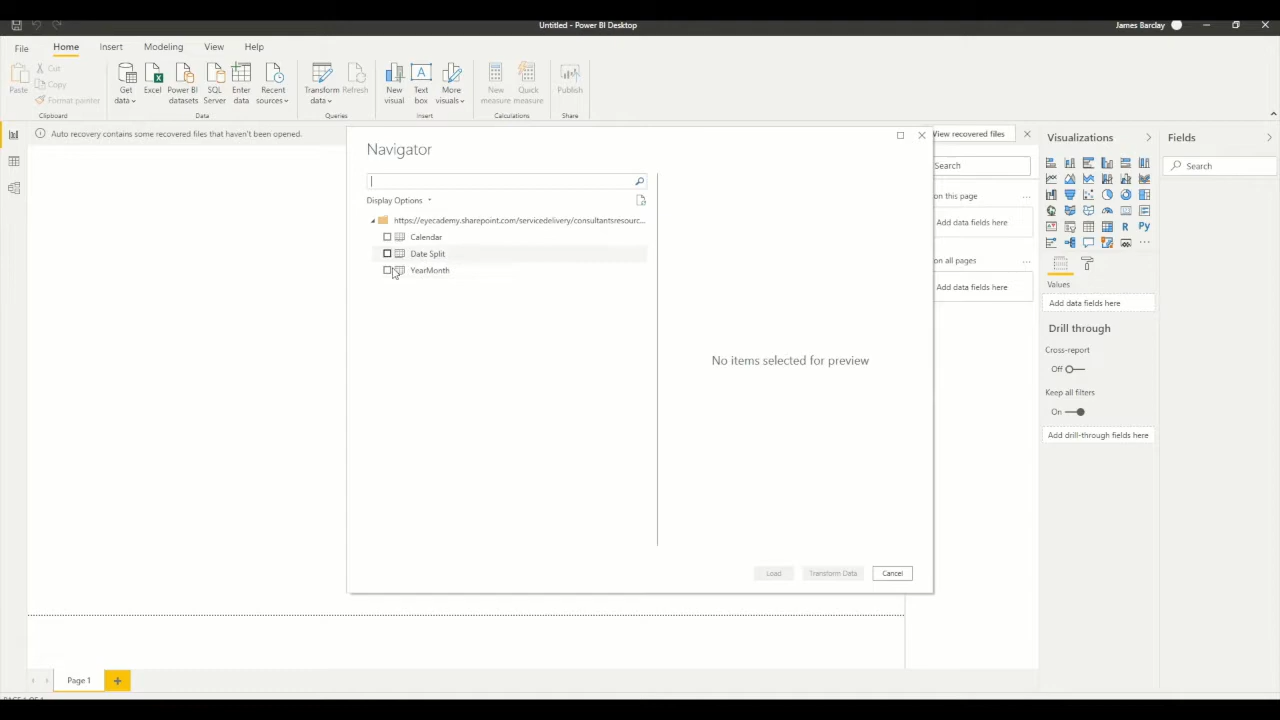 Untitled - Power BI Desktop
James Barclay
File
Home
Insert
Modeling
View
Help
Paste
Cut
Copy
Format painter
Clipboard
Get data
Excel
Power BI datasets
SQL Server
Enter data
Recent sources
Data
Transform data
Refresh
Queries
New visual
Text box
More visuals
Insert
New measure
Quick measure
Calculations
Publish
Share
Auto recovery contains some recovered files that haven't been opened.
View recovered files
Navigator
Display Options
https://eyecademy.sharepoint.com/servicedelivery/consultantsresourc...
Calendar
Date Split
YearMonth
No items selected for preview
Load
Transform Data
Cancel
Search
on this page
...
Add data fields here
on all pages
...
Add data fields here
Visualizations
R
Py
...
Values
Add data fields here
Drill through
Cross-report
Off
Keep all filters
On
Add drill-through fields here
Fields
Search
Page 1